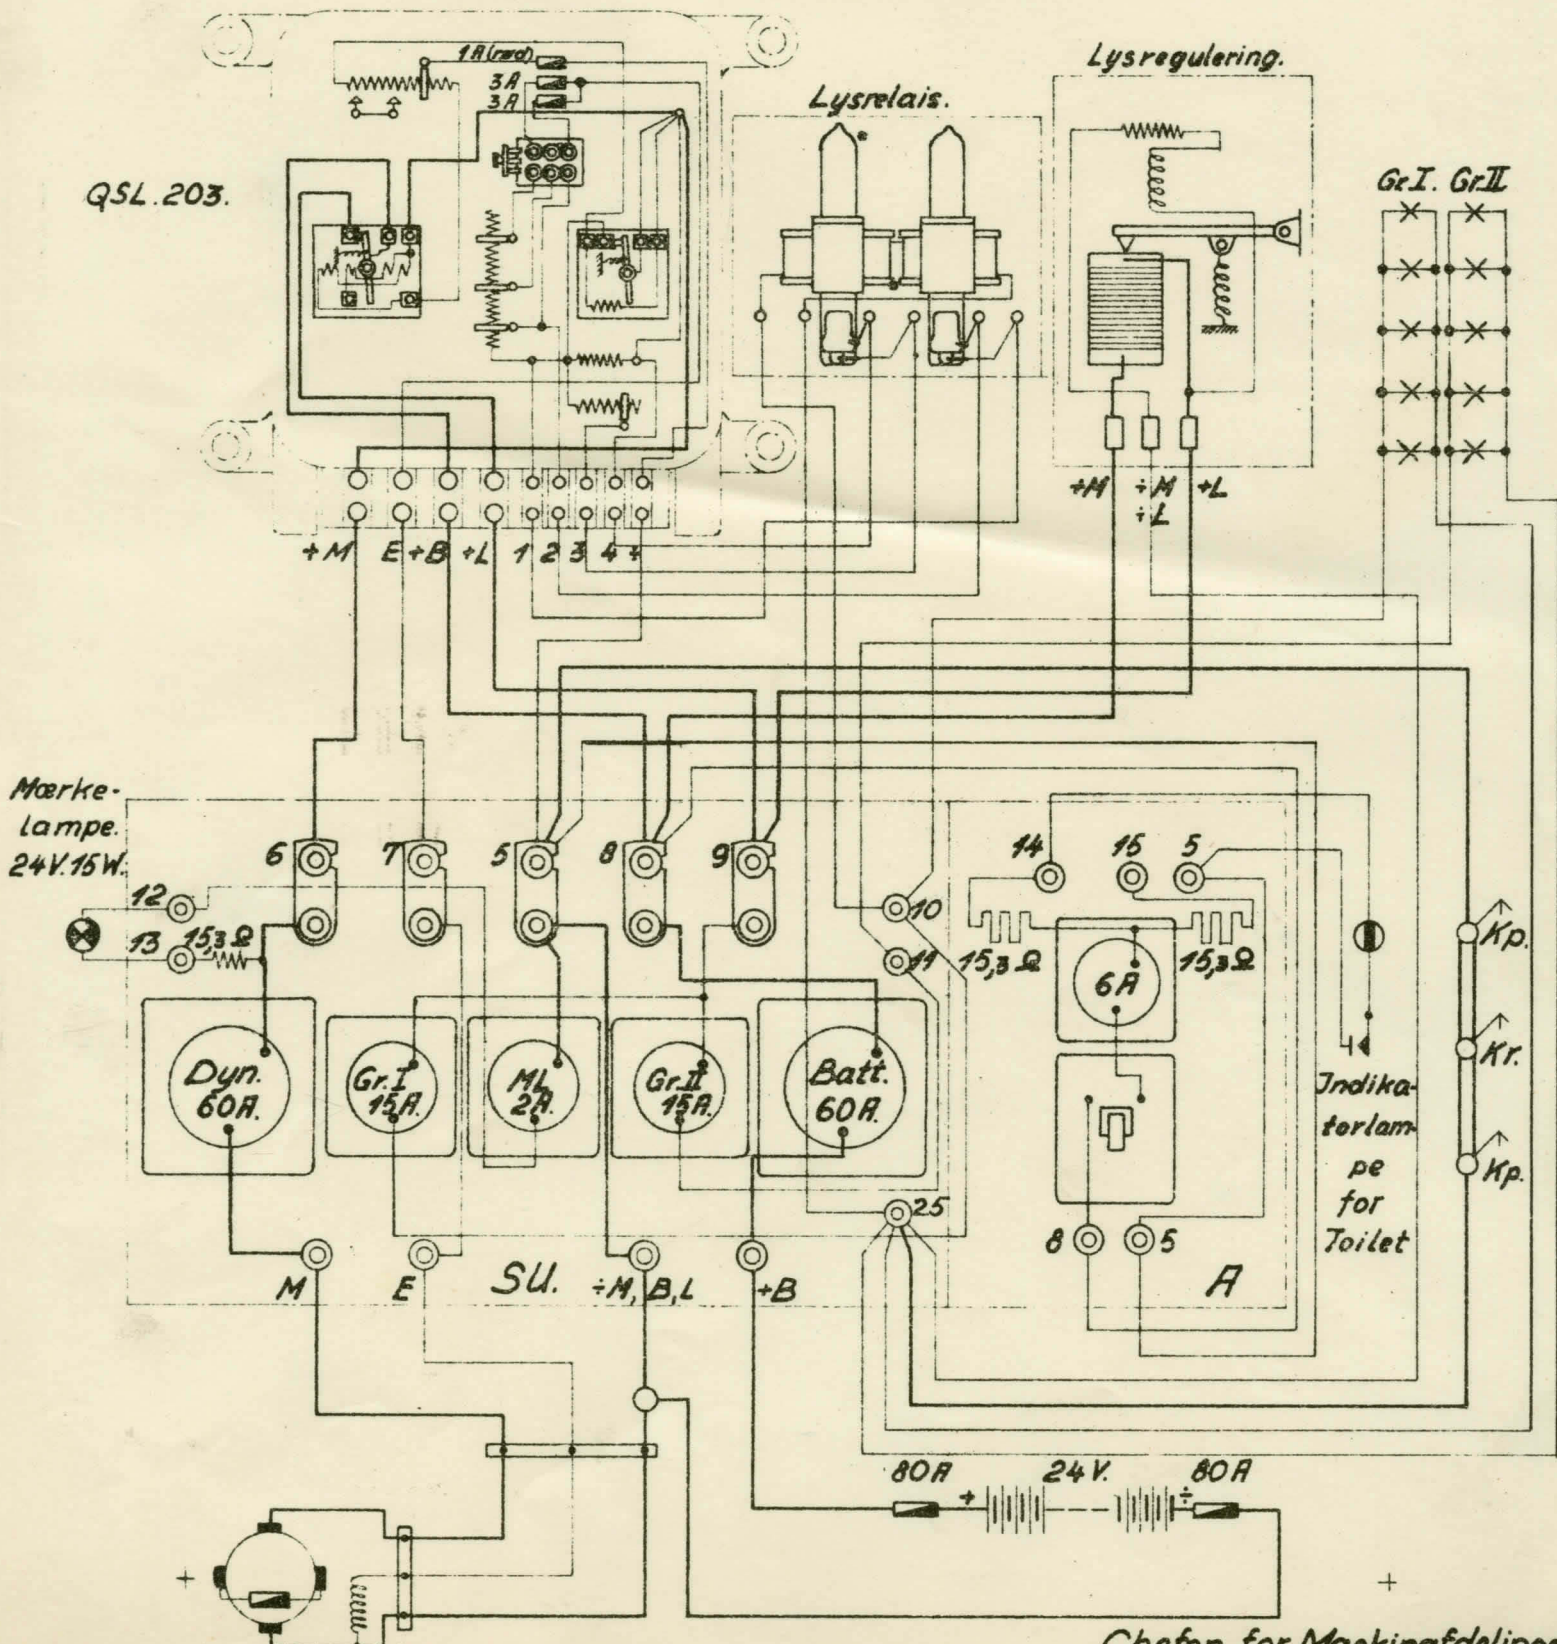 1A (rød)
3A
3A
Lysrelais.
Lysregulering.
QSL.203.
Gr.I. Gr.II
+M ÷M +L
÷L
+M E +B +L 1 2 3 4 ÷
Mærke-
lampe.
24V.15W.
6 7 5 8 9
14 15 5
12
10
13 15,3Ω
11
15,3Ω 15,3Ω
Kp.
6A
Kr.
Dyn.
60A.
Gr.I
15A.
ML
2A.
Gr.II
15A.
Batt.
60A.
Indika-
torlam-
pe
for
Toilet
Kp.
25
8 5
M E SU. ÷M, B, L +B A
80A 24V. 80A
+ ÷
+ +
Chefen for Maskinafdelingen